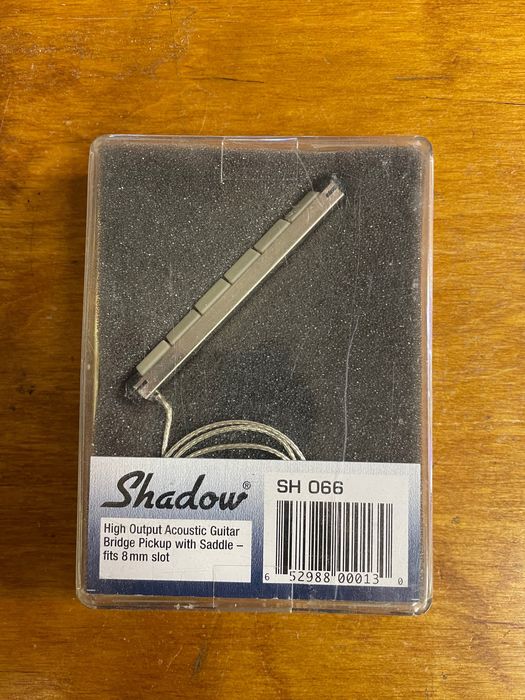 Shadow®
High Output Acoustic Guitar
Bridge Pickup with Saddle –
fits 8mm slot
SH 066
6 52988 00013 0